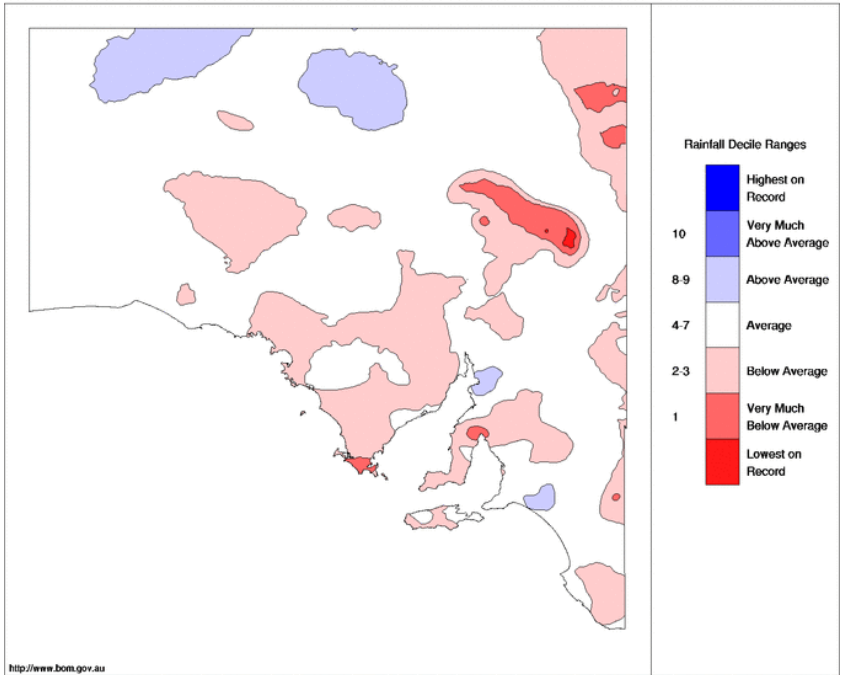 Rainfall Decile Ranges
Highest on
Record
10
Very Much
Above Average
8-9
Above Average
4-7
Average
2-3
Below Average
1
Very Much
Below Average
Lowest on
Record
http://www.bom.gov.au